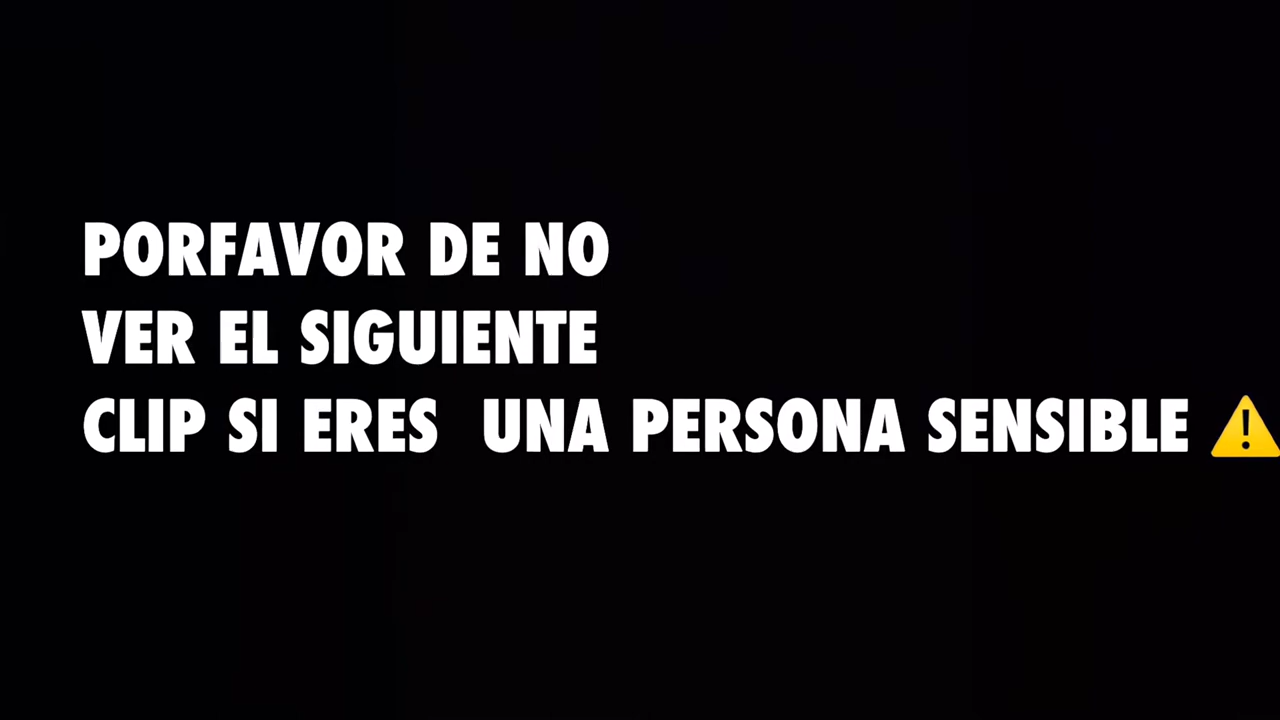 PORFAVOR DE NO
VER EL SIGUIENTE
CLIP SI ERES  UNA PERSONA SENSIBLE ⚠️